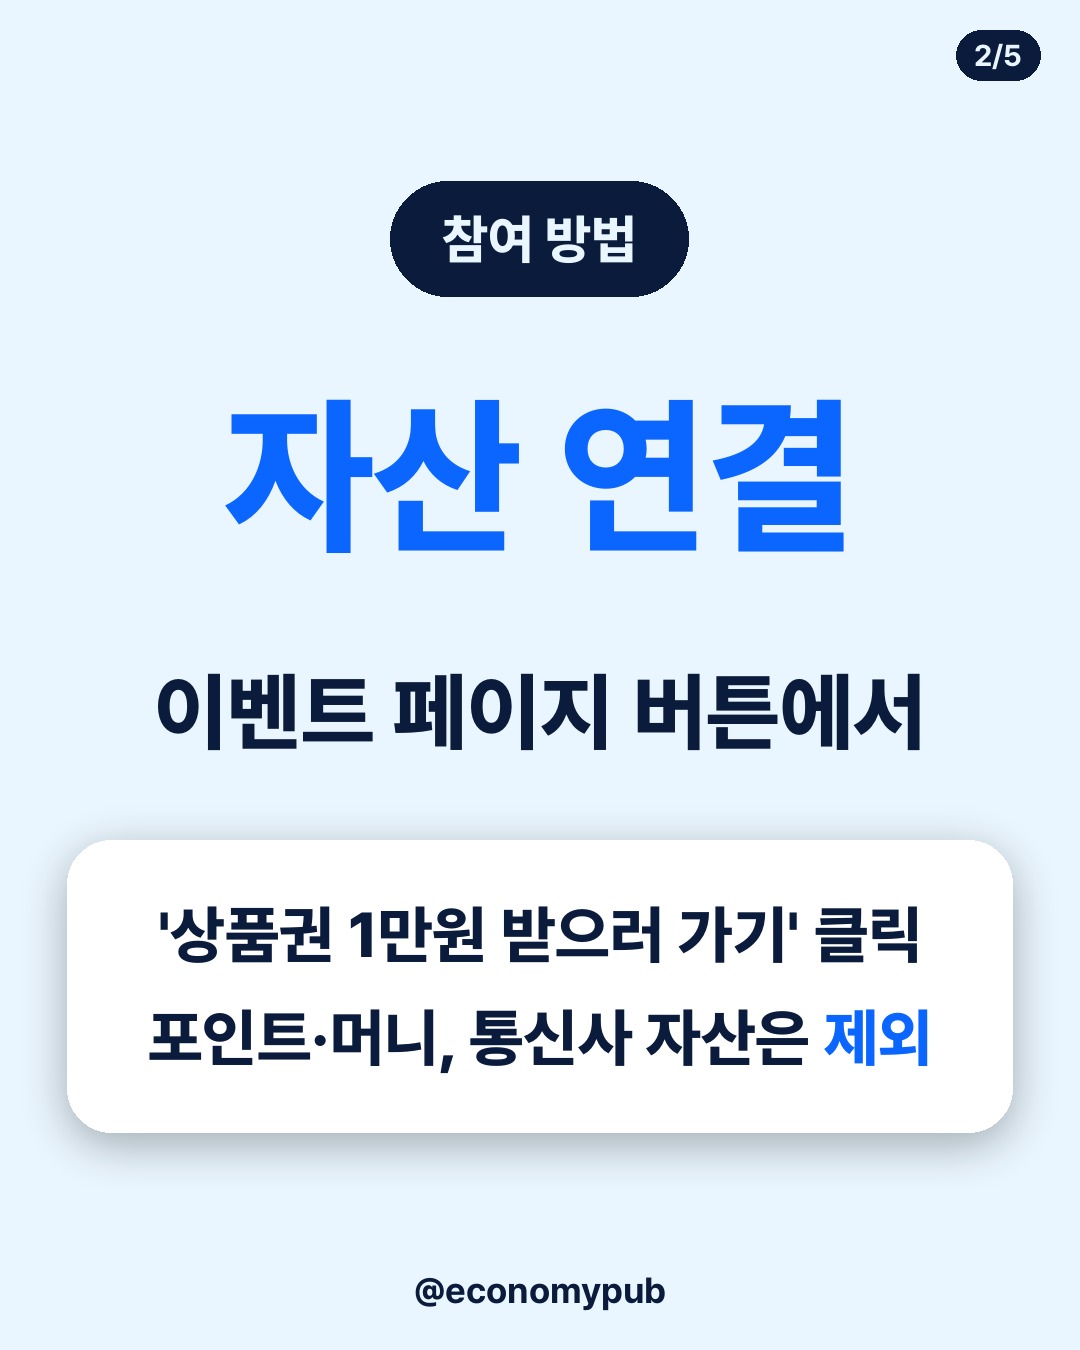 2/5
참여 방법
자산 연결
이벤트 페이지 버튼에서
'상품권 1만원 받으러 가기' 클릭
포인트·머니, 통신사 자산은 제외
@economypub